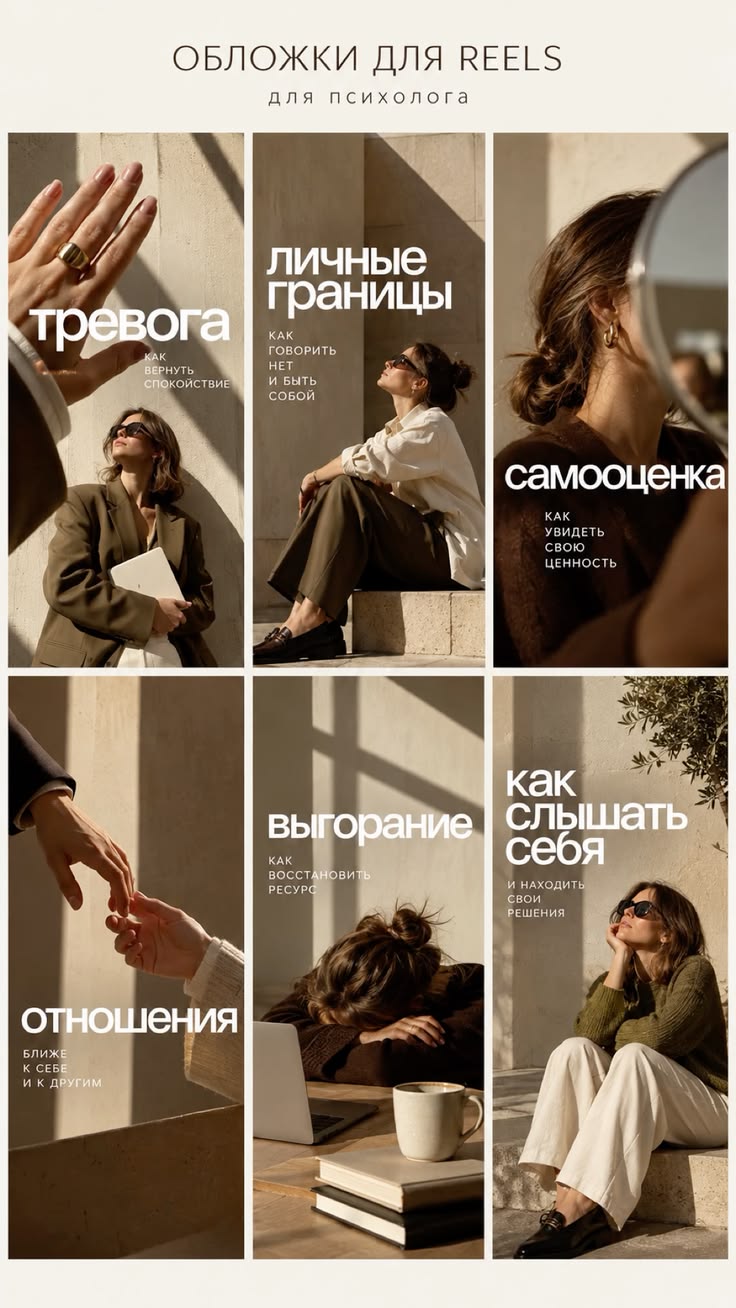 ОБЛОЖКИ ДЛЯ REELS
для психолога
тревога
КАК
ВЕРНУТЬ
СПОКОЙСТВИЕ
личные
границы
КАК
ГОВОРИТЬ
НЕТ
И БЫТЬ
СОБОЙ
самооценка
КАК
УВИДЕТЬ
СВОЮ
ЦЕННОСТЬ
отношения
БЛИЖЕ
К СЕБЕ
И К ДРУГИМ
выгорание
КАК
ВОССТАНОВИТЬ
РЕСУРС
как
слышать
себя
И НАХОДИТЬ
СВОИ
РЕШЕНИЯ